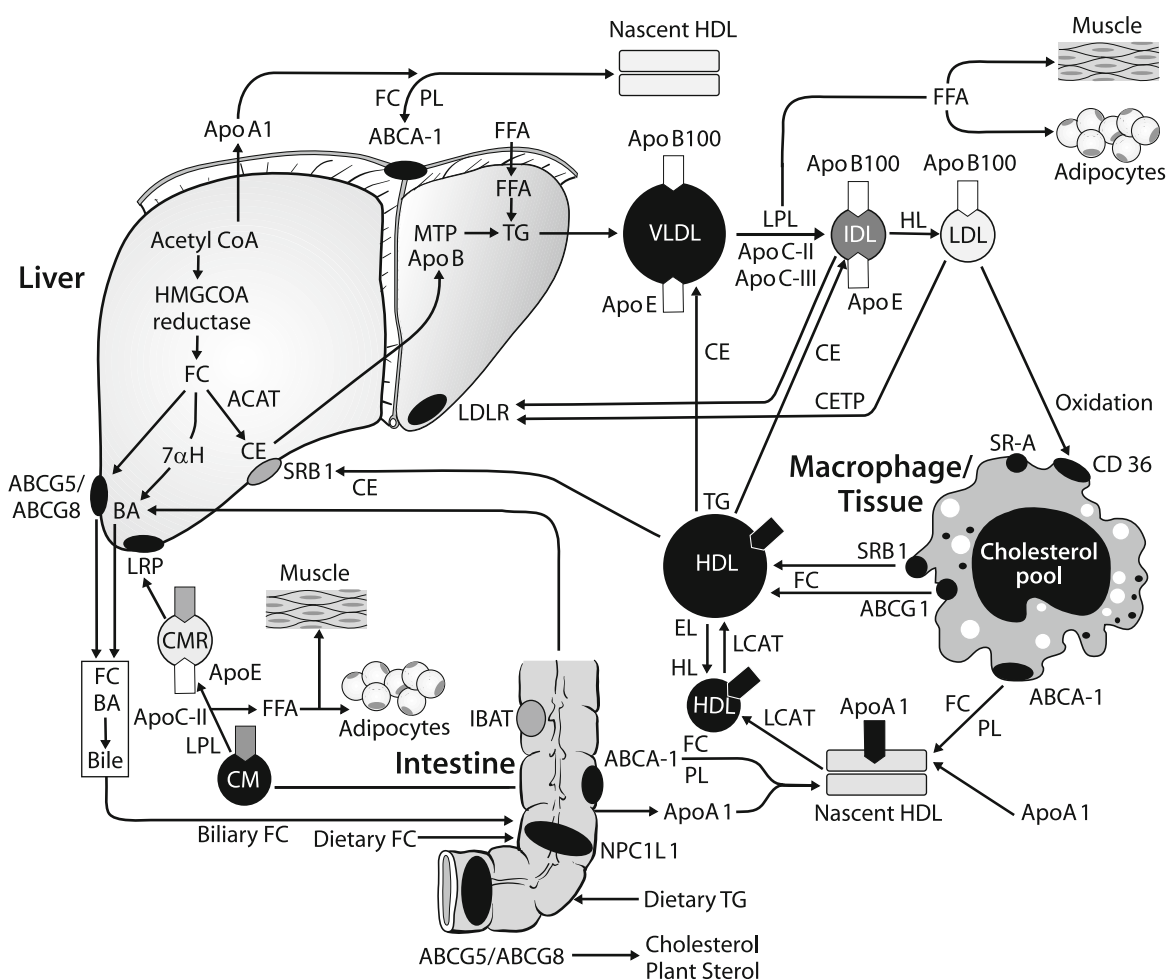 Nascent HDL
Muscle
FC PL
FFA
ApoA1
ABCA-1
FFA
Apo B100
Apo B100
Apo B100
Adipocytes
FFA
Acetyl CoA
MTP
TG
VLDL
LPL
IDL
HL
LDL
Apo B
Apo C-II
Apo C-III
Liver
HMGCOA
reductase
Apo E
Apo E
FC
CE
CE
ACAT
LDLR
CETP
Oxidation
7αH
CE
SRB1
CE
SR-A
CD 36
Macrophage/
Tissue
ABCG5/
ABCG8
BA
TG
HDL
SRB1
Cholesterol
pool
FC
ABCG1
LRP
Muscle
CMR
EL
LCAT
HL
ApoE
FC
BA
Bile
ApoC-II
FFA
Adipocytes
IBAT
HDL
LCAT
ApoA1
ABCA-1
FC
PL
LPL
CM
Intestine
ABCA-1
FC
PL
Biliary FC
Dietary FC
ApoA1
Nascent HDL
ApoA1
NPC1L1
Dietary TG
ABCG5/ABCG8
Cholesterol
Plant Sterol